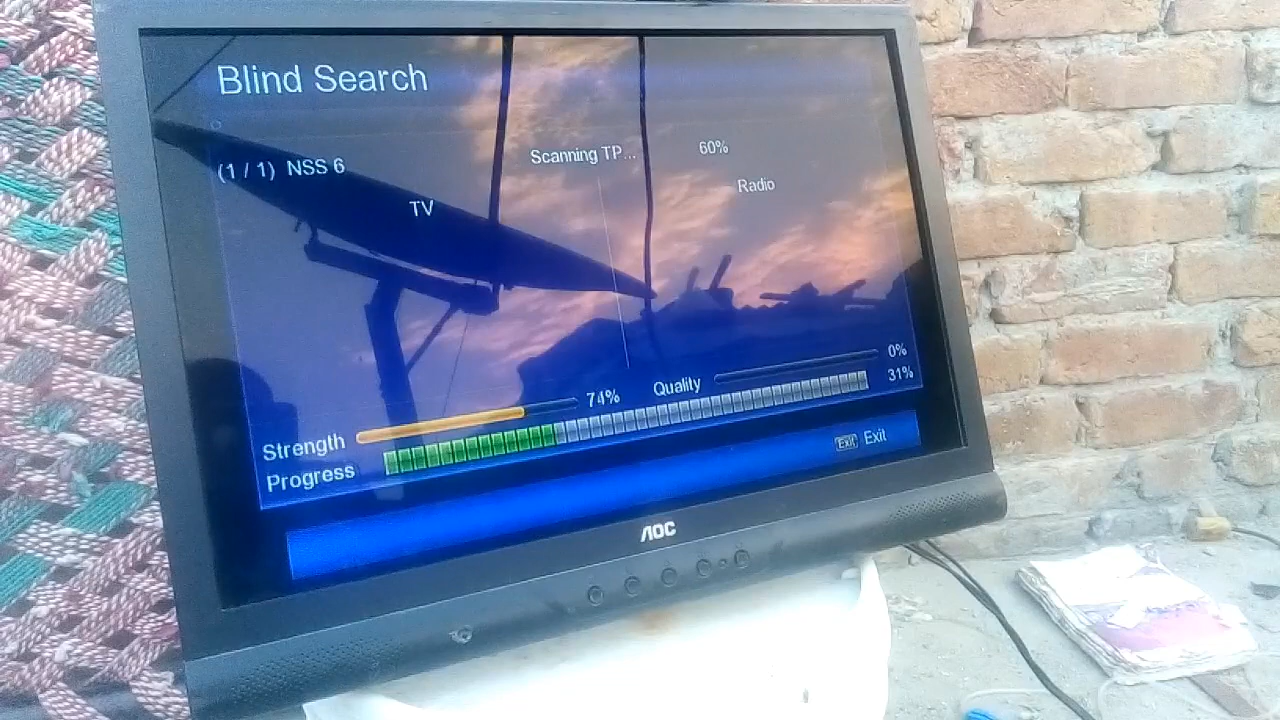 Blind Search
(1 / 1) NSS 6
Scanning TP...
60%
TV
Radio
Strength
74%
Quality
0%
Progress
31%
Exit Exit
AOC